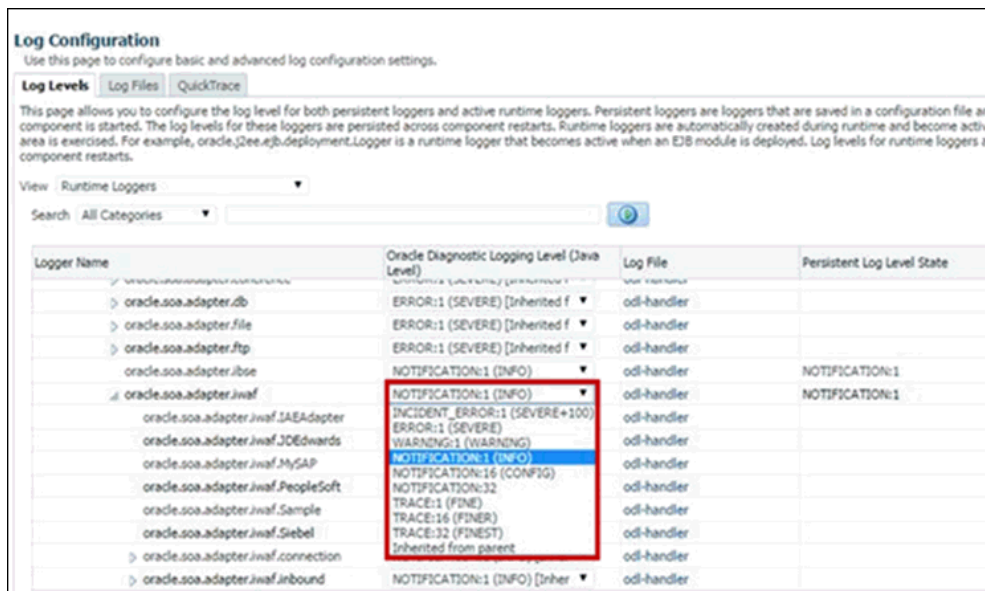 Log Configuration
Use this page to configure basic and advanced log configuration settings.
Log Levels Log Files QuickTrace
This page allows you to configure the log level for both persistent loggers and active runtime loggers. Persistent loggers are loggers that are saved in a configuration file
component is started. The log levels for these loggers are persisted across component restarts. Runtime loggers are automatically created during runtime and become
area is exercised. For example, oracle.j2ee.ejb.deployment.Logger is a runtime logger that becomes active when an EJB module is deployed. Log levels for runtime loggers
component restarts.
View Runtime Loggers
Search All Categories
Logger Name Oracle Diagnostic Logging Level (Java Level) Log File Persistent Log Level State
oracle.soa.adapter.db ERROR:1 (SEVERE) [Inherited f odl-handler
oracle.soa.adapter.file ERROR:1 (SEVERE) [Inherited f odl-handler
oracle.soa.adapter.ftp ERROR:1 (SEVERE) [Inherited f odl-handler
oracle.soa.adapter.ibse NOTIFICATION:1 (INFO) odl-handler NOTIFICATION:1
oracle.soa.adapter.iwaf NOTIFICATION:1 (INFO) odl-handler NOTIFICATION:1
oracle.soa.adapter.iwaf.IAEAdapter INCIDENT_ERROR:1 (SEVERE+100) odl-handler
ERROR:1 (SEVERE)
oracle.soa.adapter.iwaf.JDEdwards WARNING:1 (WARNING) odl-handler
oracle.soa.adapter.iwaf.MySAP NOTIFICATION:1 (INFO) odl-handler
NOTIFICATION:16 (CONFIG)
oracle.soa.adapter.iwaf.PeopleSoft NOTIFICATION:32 odl-handler
oracle.soa.adapter.iwaf.Sample TRACE:1 (FINE) odl-handler
TRACE:16 (FINER)
oracle.soa.adapter.iwaf.Siebel TRACE:32 (FINEST) odl-handler
oracle.soa.adapter.iwaf.connection Inherited from parent odl-handler
oracle.soa.adapter.iwaf.inbound NOTIFICATION:1 (INFO) [Inher odl-handler